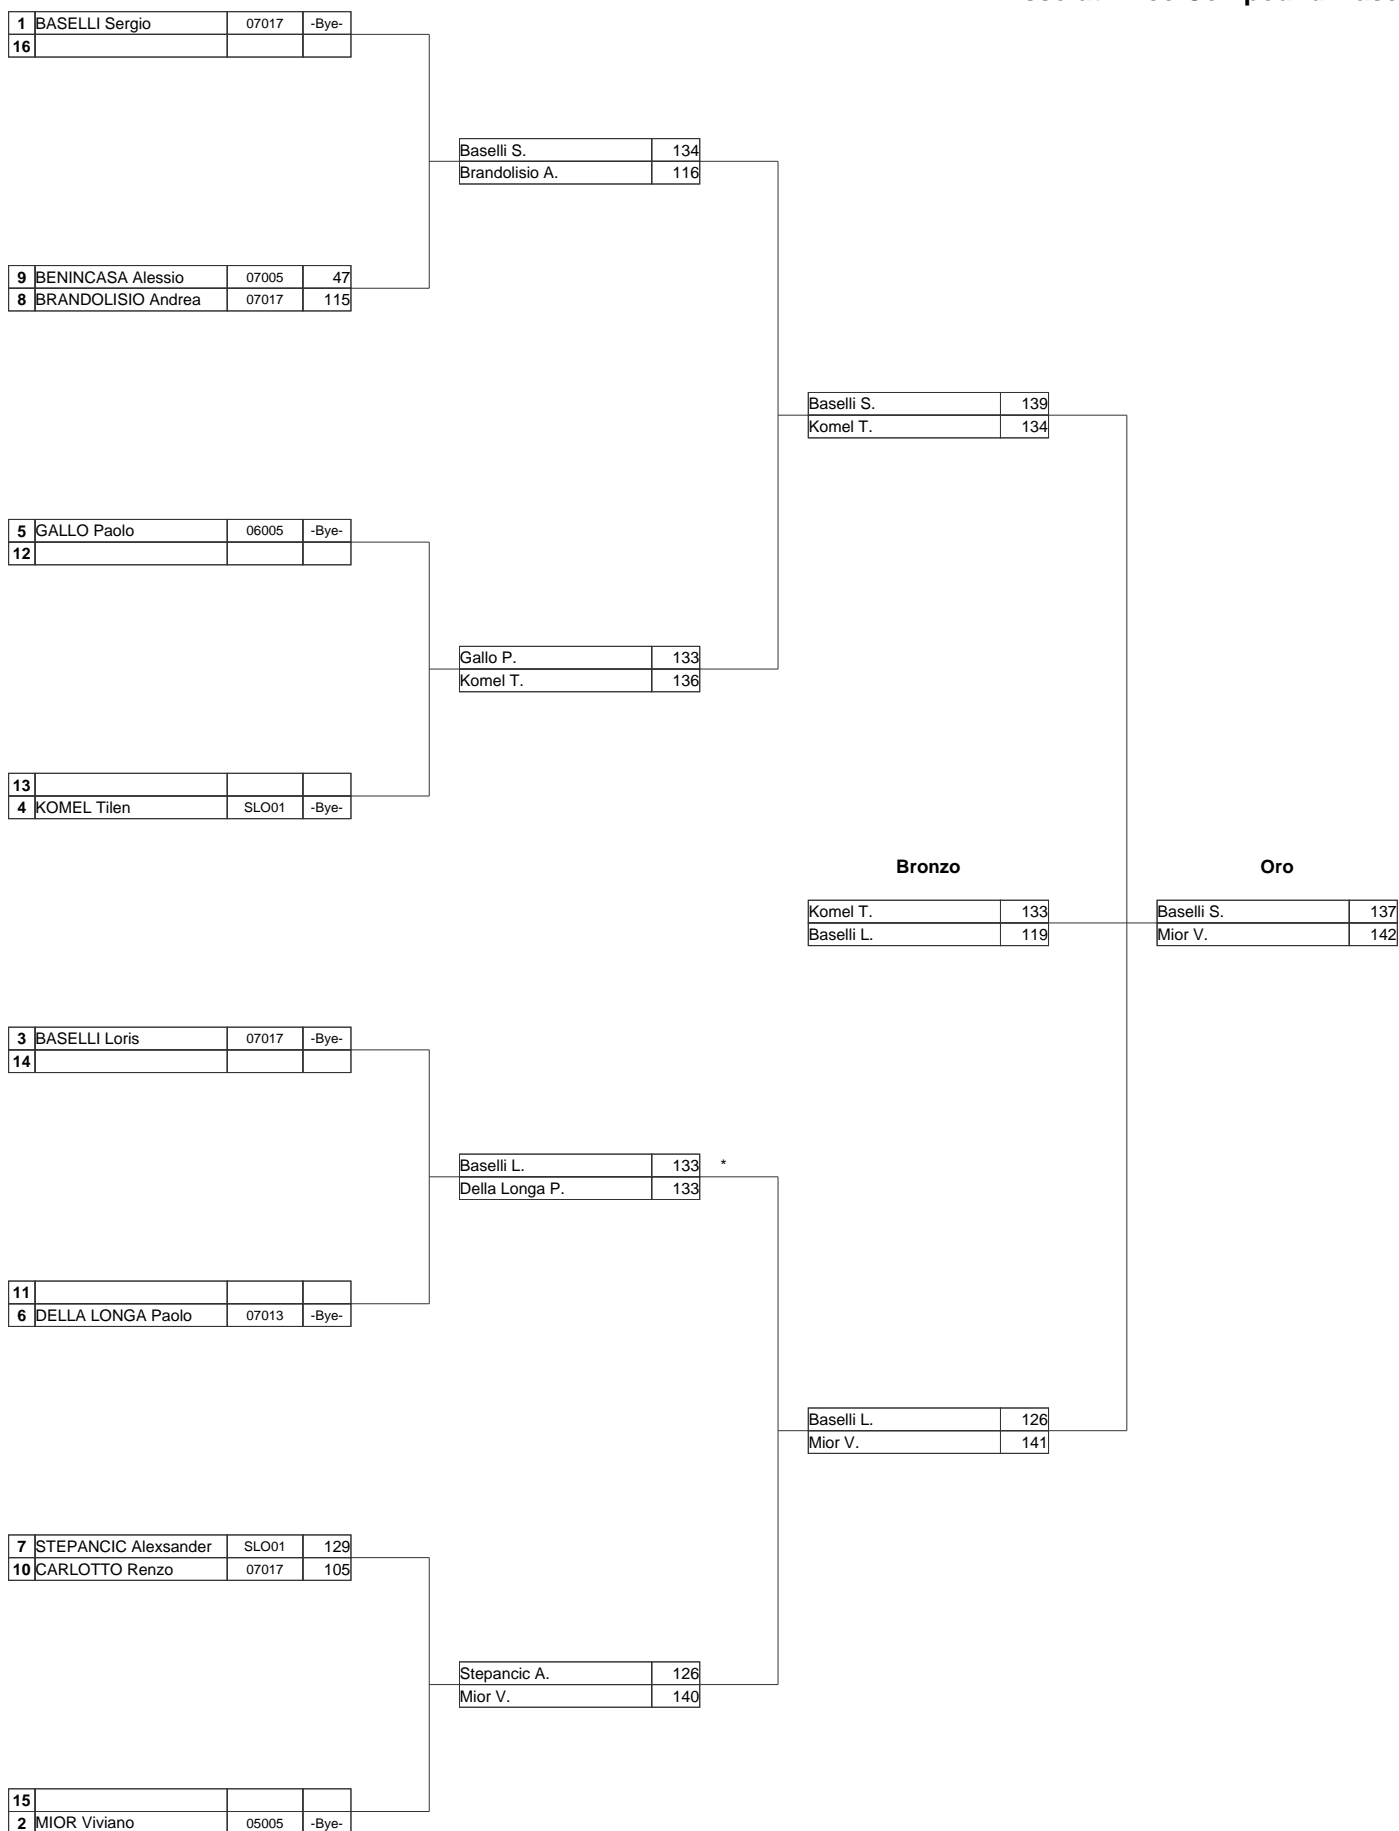 1 BASELLI Sergio 07017 -Bye-
16
Baselli S. 134
Brandolisio A. 116
9 BENINCASA Alessio 07005 47
8 BRANDOLISIO Andrea 07017 115
Baselli S. 139
Komel T. 134
5 GALLO Paolo 06005 -Bye-
12
Gallo P. 133
Komel T. 136
13
4 KOMEL Tilen SLO01 -Bye-
Bronzo Oro
Komel T. 133
Baselli L. 119
Baselli S. 137
Mior V. 142
3 BASELLI Loris 07017 -Bye-
14
Baselli L. 133 *
Della Longa P. 133
11
6 DELLA LONGA Paolo 07013 -Bye-
Baselli L. 126
Mior V. 141
7 STEPANCIC Alexsander SLO01 129
10 CARLOTTO Renzo 07017 105
Stepancic A. 126
Mior V. 140
15
2 MIOR Viviano 05005 -Bye-